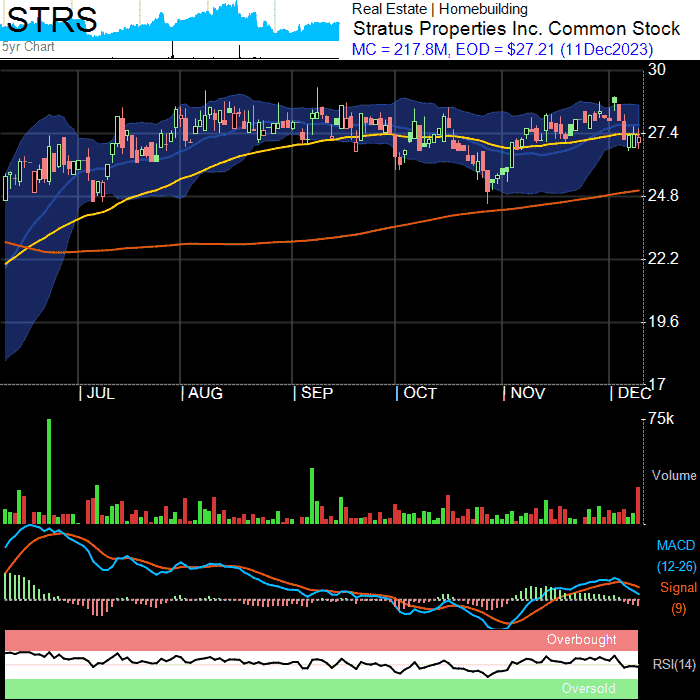 STRS
5yr Chart
Real Estate | Homebuilding
Stratus Properties Inc. Common Stock
MC = 217.8M, EOD = $27.21 (11Dec2023)
30
27.4
24.8
22.2
19.6
17
JUL AUG SEP OCT NOV DEC
75k
Volume
MACD
(12-26)
Signal
(9)
Overbought
RSI(14)
Oversold